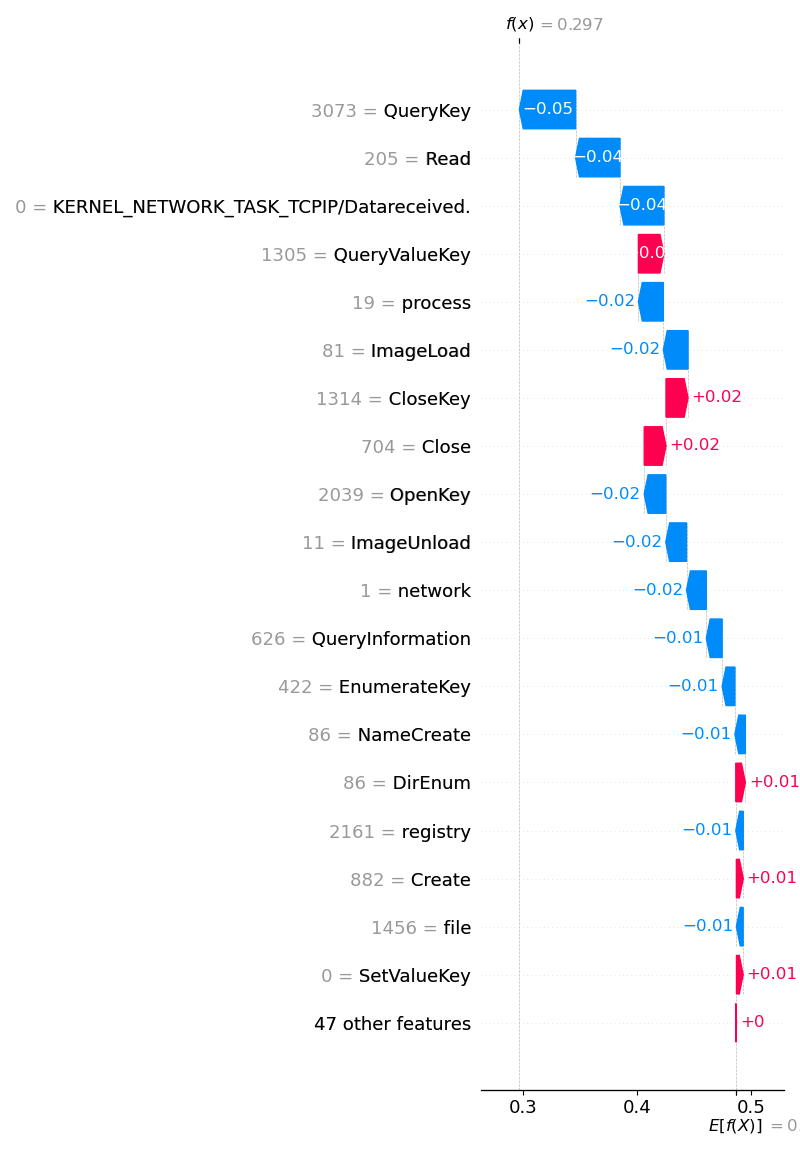 f(x) = 0.297
3073 = QueryKey −0.05
205 = Read −0.04
0 = KERNEL_NETWORK_TASK_TCPIP/Datareceived. −0.04
1305 = QueryValueKey 0.0
19 = process −0.02
81 = ImageLoad −0.02
1314 = CloseKey +0.02
704 = Close +0.02
2039 = OpenKey −0.02
11 = ImageUnload −0.02
1 = network −0.02
626 = QueryInformation −0.01
422 = EnumerateKey −0.01
86 = NameCreate −0.01
86 = DirEnum +0.01
2161 = registry −0.01
882 = Create +0.01
1456 = file −0.01
0 = SetValueKey +0.01
47 other features +0
0.3 0.4 0.5
E[f(X)] = 0.